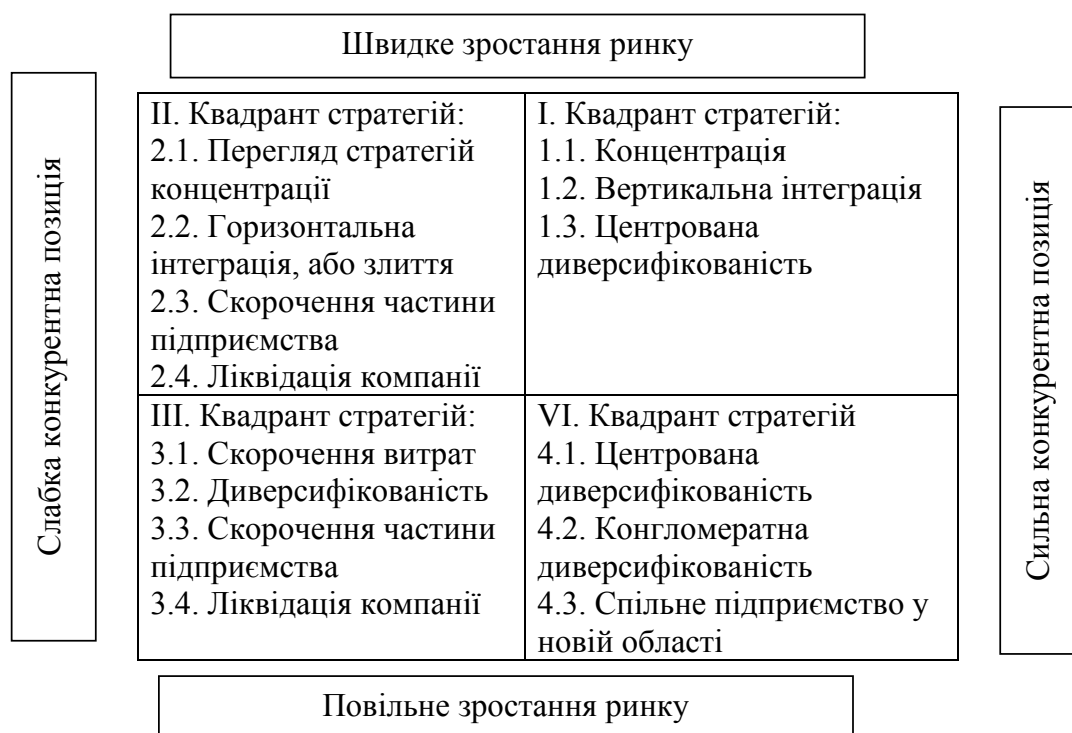 Швидке зростання ринку
Слабка конкурентна позиція
II. Квадрант стратегій:
2.1. Перегляд стратегій
концентрації
2.2. Горизонтальна
інтеграція, або злиття
2.3. Скорочення частини
підприємства
2.4. Ліквідація компанії
I. Квадрант стратегій:
1.1. Концентрація
1.2. Вертикальна інтеграція
1.3. Центрована
диверсифікованість
III. Квадрант стратегій:
3.1. Скорочення витрат
3.2. Диверсифікованість
3.3. Скорочення частини
підприємства
3.4. Ліквідація компанії
VI. Квадрант стратегій
4.1. Центрована
диверсифікованість
4.2. Конгломератна
диверсифікованість
4.3. Спільне підприємство у
новій області
Сильна конкурентна позиція
Повільне зростання ринку